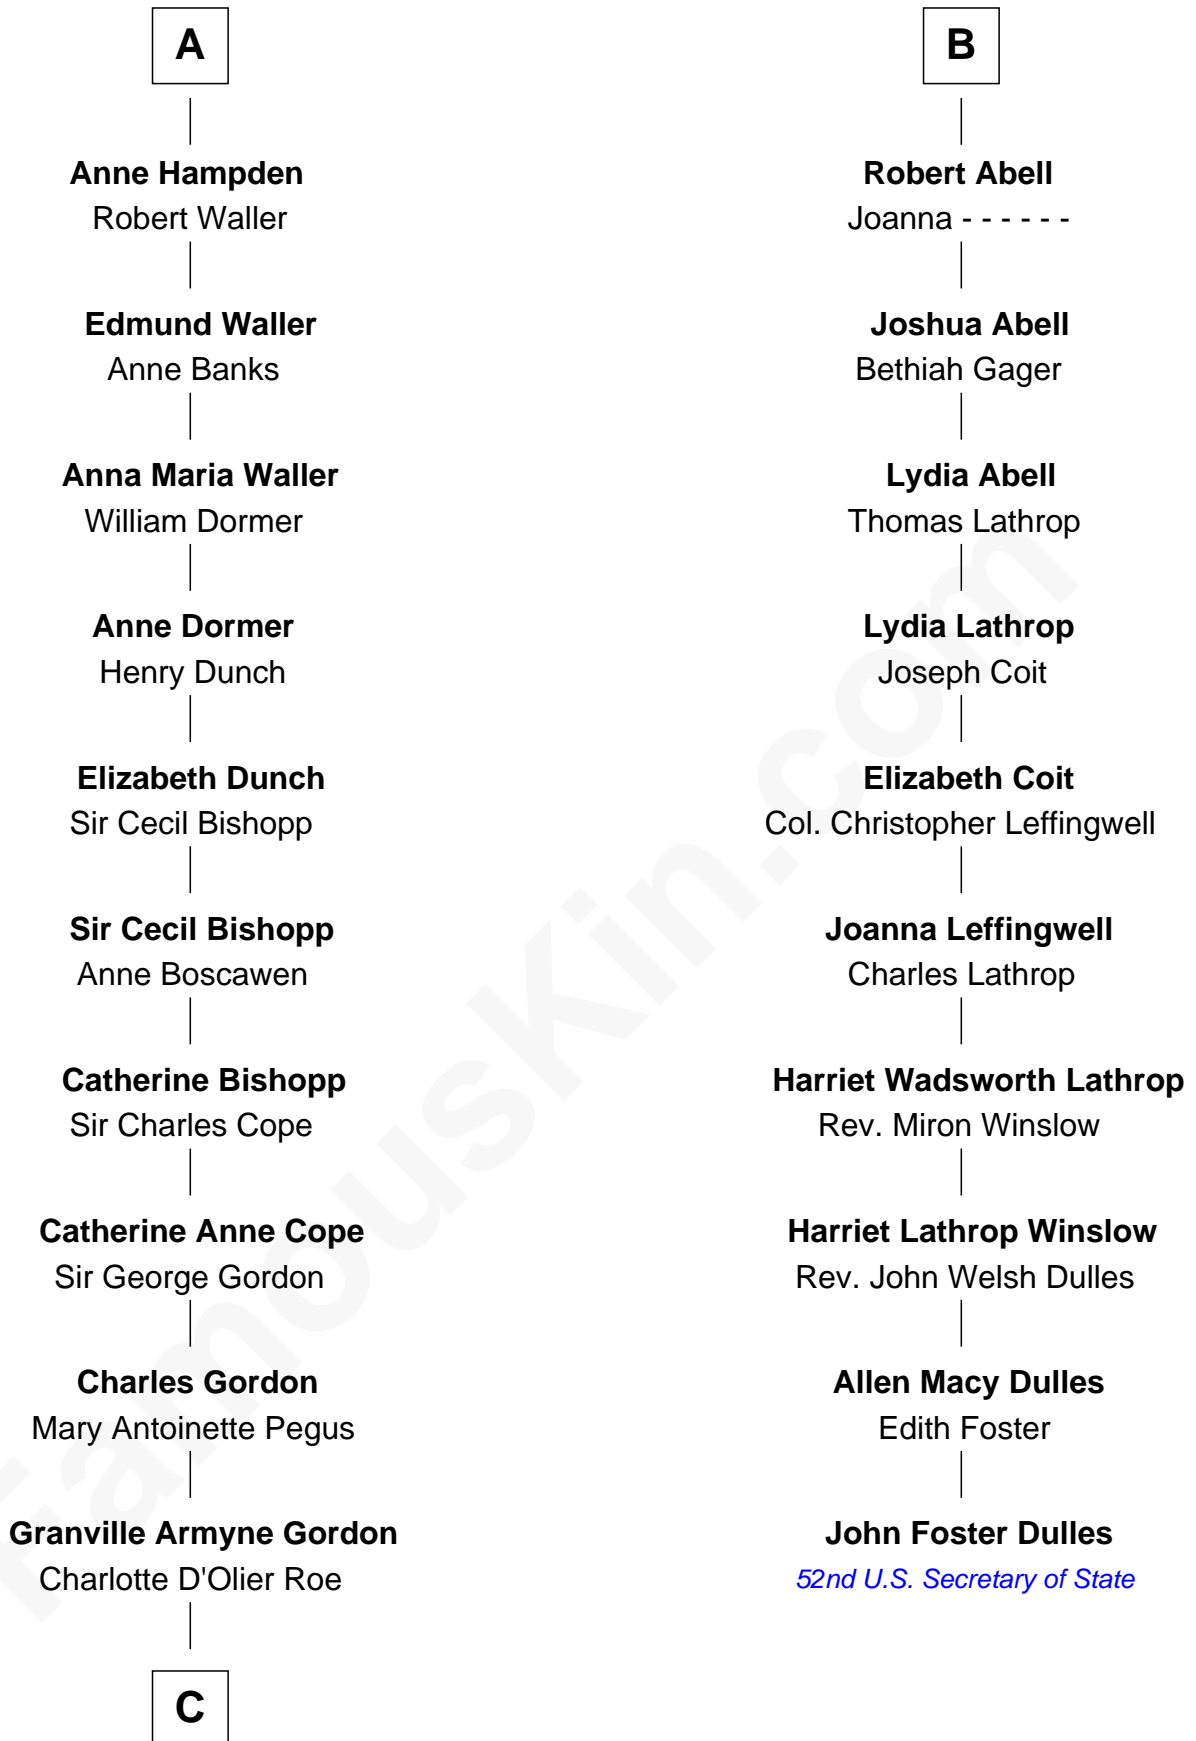 A
Anne Hampden
Robert Waller
Edmund Waller
Anne Banks
Anna Maria Waller
William Dormer
Anne Dormer
Henry Dunch
Elizabeth Dunch
Sir Cecil Bishopp
Sir Cecil Bishopp
Anne Boscawen
Catherine Bishopp
Sir Charles Cope
Catherine Anne Cope
Sir George Gordon
Charles Gordon
Mary Antoinette Pegus
Granville Armyne Gordon
Charlotte D'Olier Roe
C
B
Robert Abell
Joanna - - - - - -
Joshua Abell
Bethiah Gager
Lydia Abell
Thomas Lathrop
Lydia Lathrop
Joseph Coit
Elizabeth Coit
Col. Christopher Leffingwell
Joanna Leffingwell
Charles Lathrop
Harriet Wadsworth Lathrop
Rev. Miron Winslow
Harriet Lathrop Winslow
Rev. John Welsh Dulles
Allen Macy Dulles
Edith Foster
John Foster Dulles
52nd U.S. Secretary of State
FamousKin.com